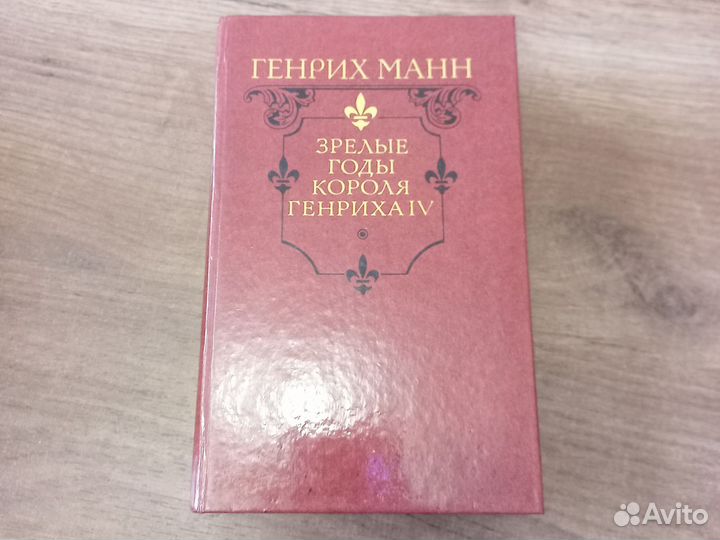 ГЕНРИХ МАНН
ЗРЕЛЫЕ
ГОДЫ
КОРОЛЯ
ГЕНРИХА IV
Avito